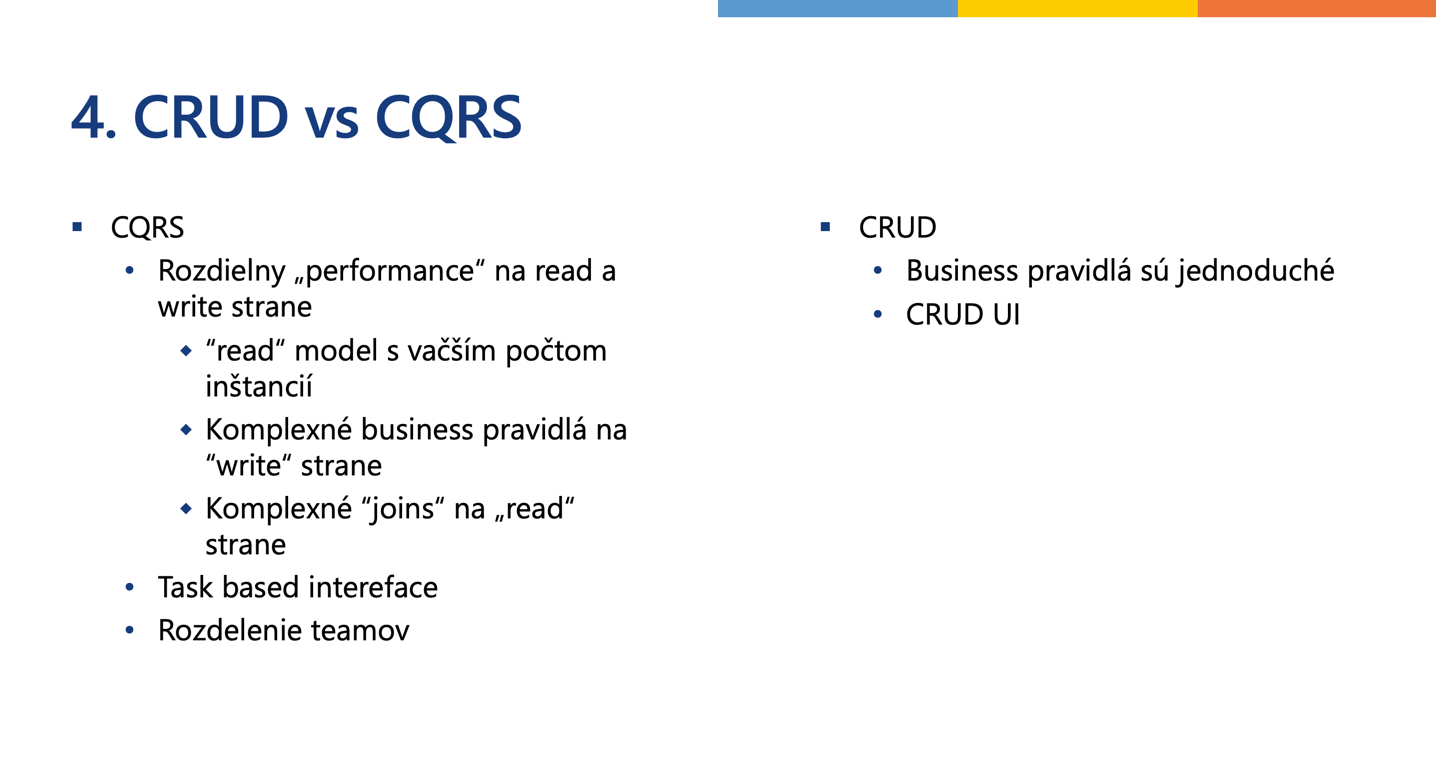 4. CRUD vs CQRS
CQRS
Rozdielny „performance“ na read a
write strane
“read“ model s vačším počtom
inštancií
Komplexné business pravidlá na
“write“ strane
Komplexné “joins“ na „read“
strane
Task based intereface
Rozdelenie teamov
CRUD
Business pravidlá sú jednoduché
CRUD UI